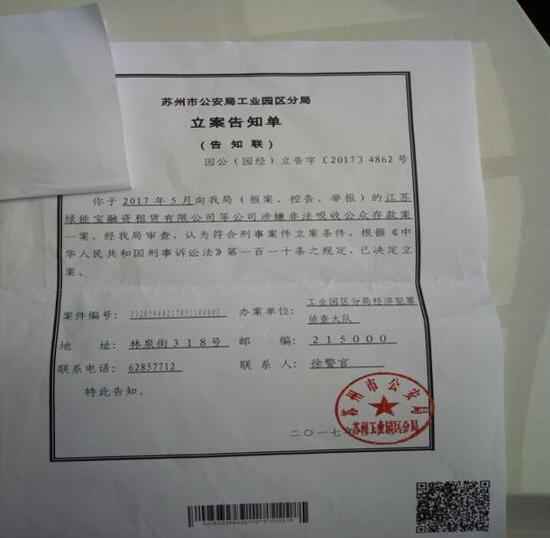 苏州市公安局工业园区分局
立案告知单
(告知联)
园公(园经)立告字〔2017〕4862号
你于2017年5月向我局(报案、控告、举报)的江苏
绿能宝融资租赁有限公司等公司涉嫌非法吸收公众存款案
一案,经我局审查,认为符合刑事案件立案条件,根据《中
华人民共和国刑事诉讼法》第一百一十条之规定,已决定立
案。
案件编号: 办案单位:工业园区分局经济犯罪
侦查大队
地 址:林泉街318号 邮 编:215000
联系电话:62857712 联 系 人:徐警官
特此告知。
苏州市公安局
苏州工业园区分局
二〇一七